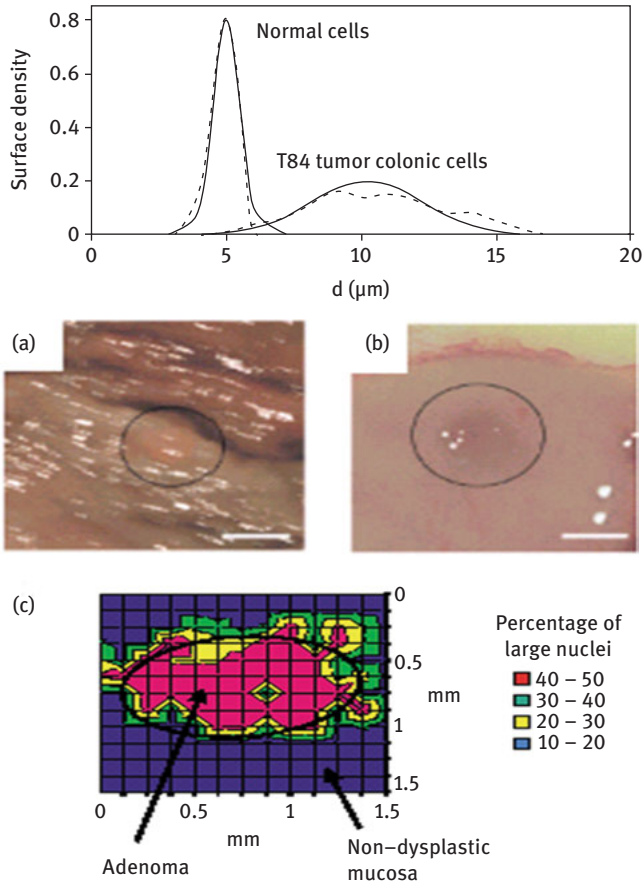 0.8
Normal cells
0.6
0.4
T84 tumor colonic cells
0.2
0
Surface density
0 5 10 15 20
d (μm)
(a)
(b)
(c)
0
0.5
1
1.5
mm
0 0.5 1 1.5
mm
Adenoma
Non–dysplastic
mucosa
Percentage of
large nuclei
40 – 50
30 – 40
20 – 30
10 – 20